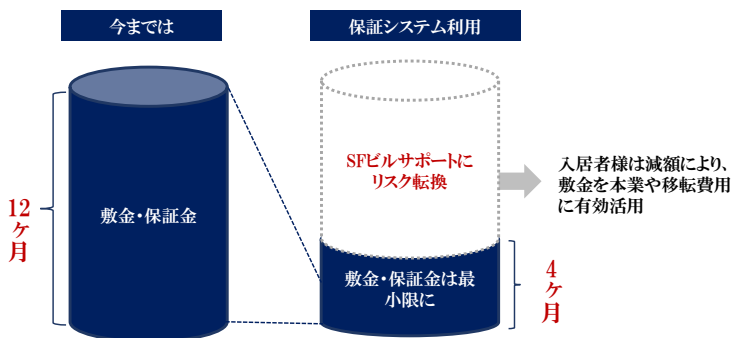 今までは
保証システム利用
12
ケ
月
敷金・保証金
SFビルサポートに
リスク転換
敷金・保証金は最
小限に
4
ケ
月
入居者様は減額により、
敷金を本業や移転費用
に有効活用